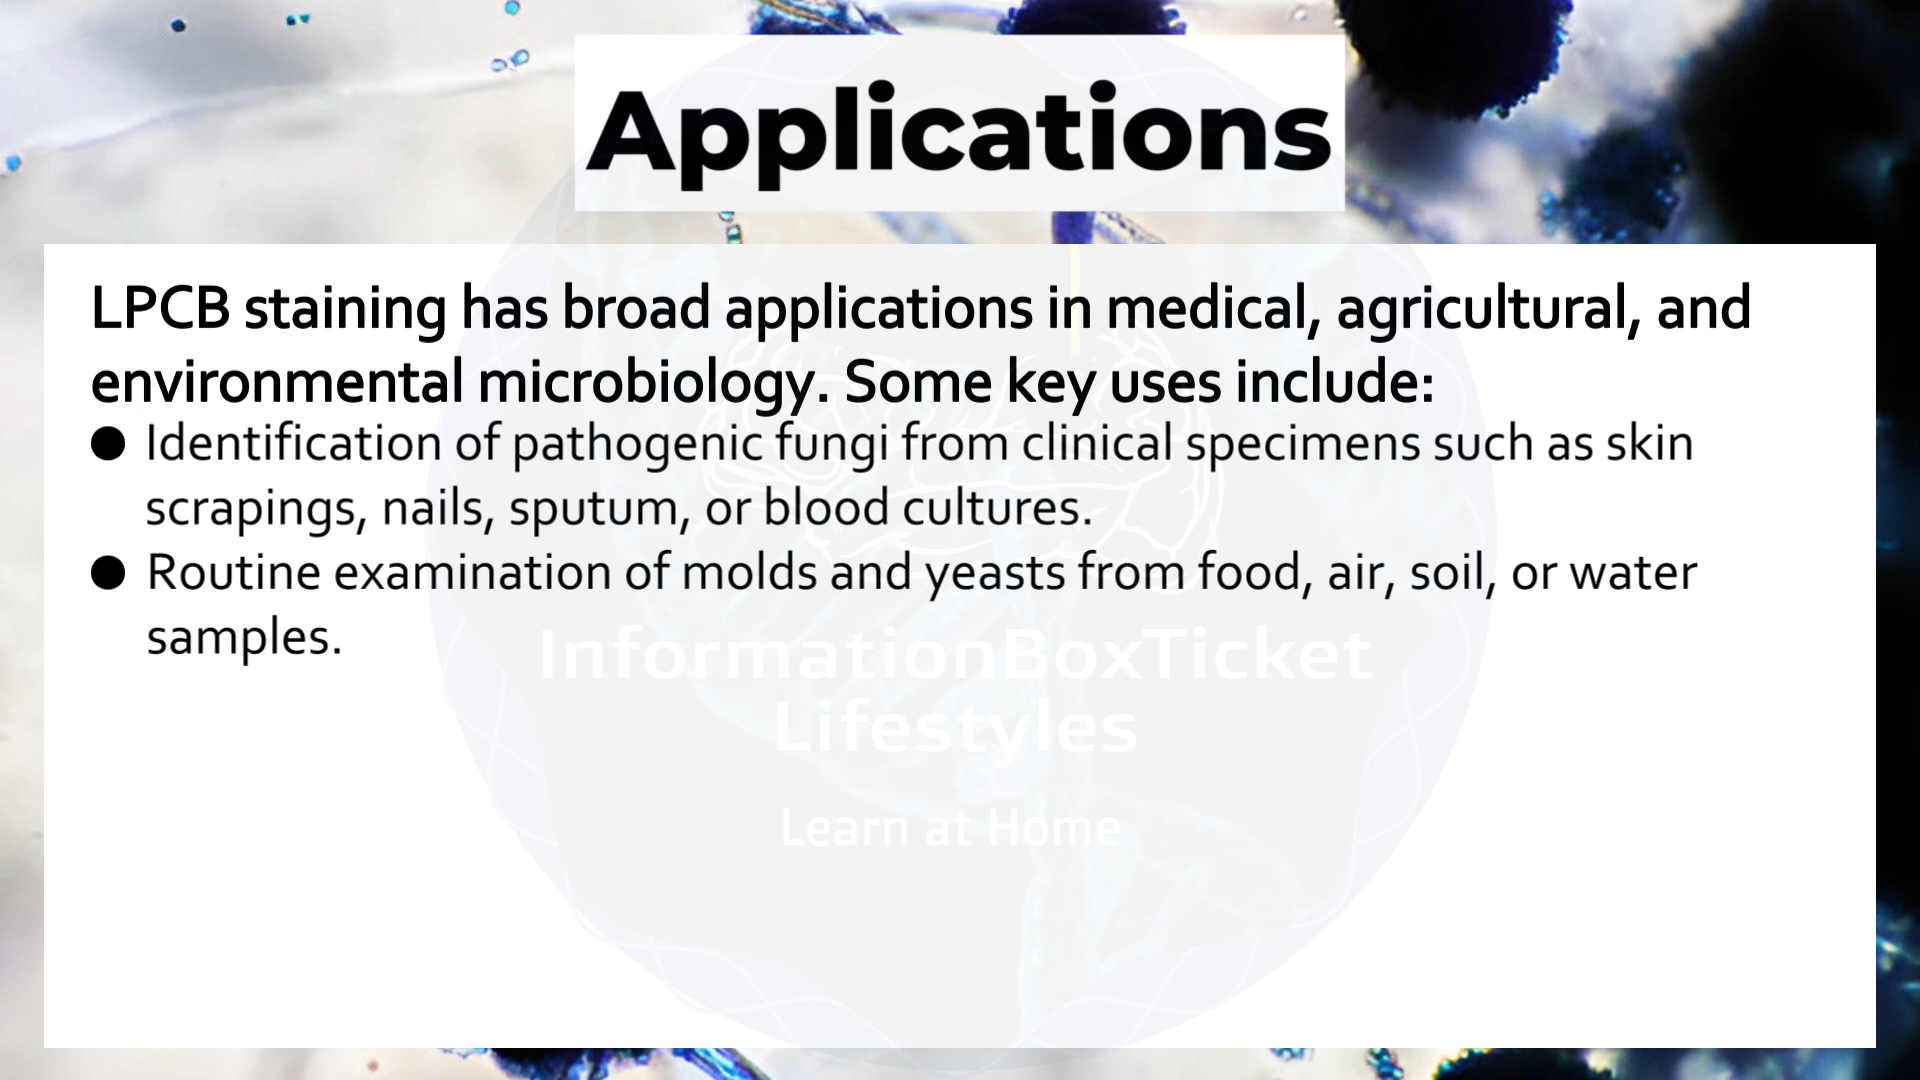 Applications
LPCB staining has broad applications in medical, agricultural, and
environmental microbiology. Some key uses include:
● Identification of pathogenic fungi from clinical specimens such as skin
scrapings, nails, sputum, or blood cultures.
● Routine examination of molds and yeasts from food, air, soil, or water
samples.
InformationBoxTicket
Lifestyles
Learn at Home